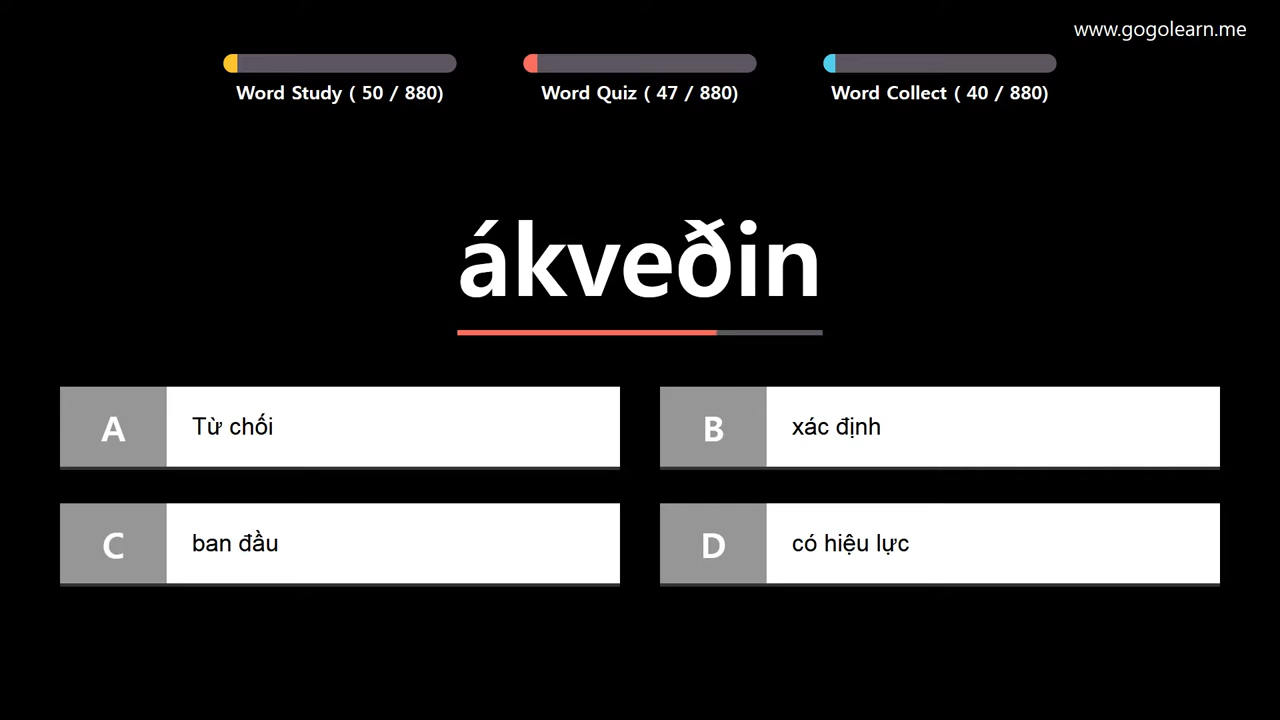 www.gogolearn.me
Word Study ( 50 / 880)
Word Quiz ( 47 / 880)
Word Collect ( 40 / 880)
ákveðin
A Từ chối
B xác định
C ban đầu
D có hiệu lực